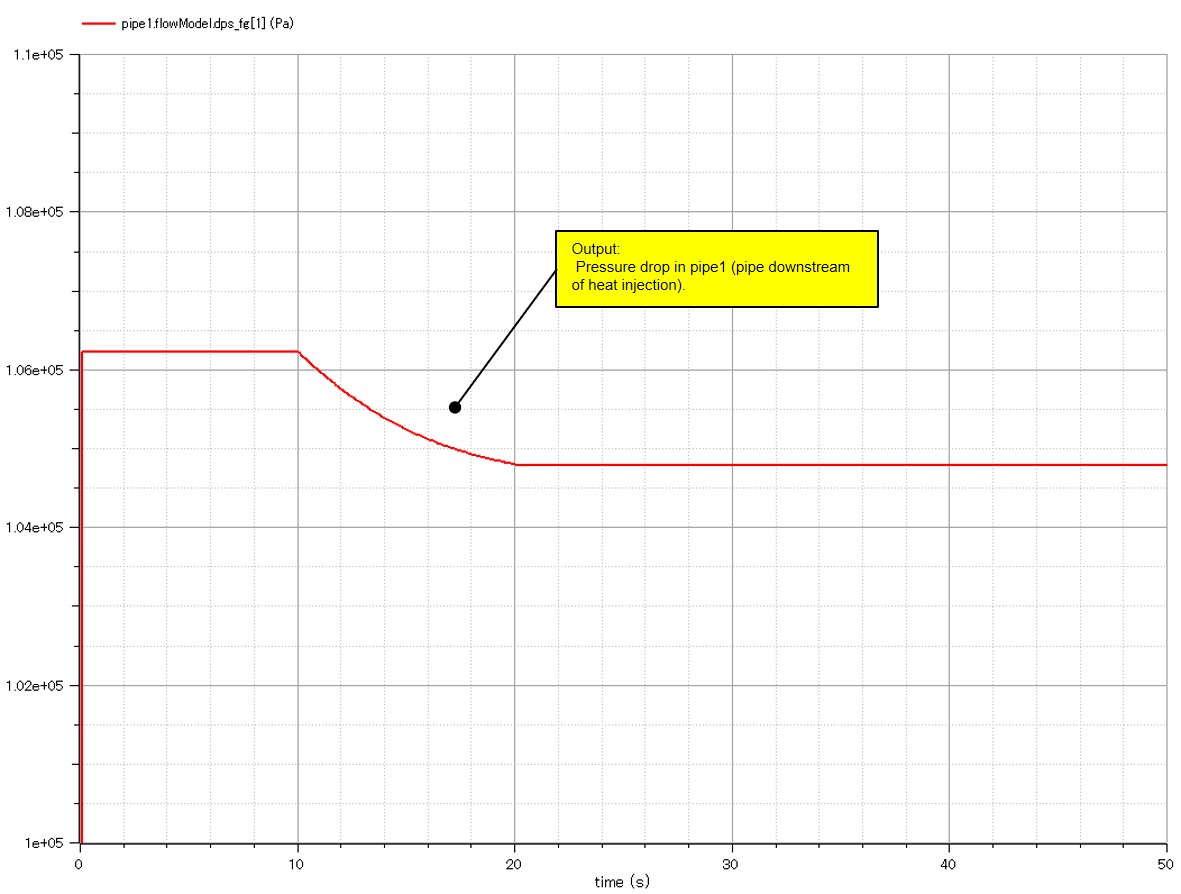 pipe1.flowModel.dps_fg[1] (Pa)
1.1e+05
1.08e+05
Output:
Pressure drop in pipe1 (pipe downstream
of heat injection).
1.06e+05
1.04e+05
1.02e+05
1e+05
0 10 20 30 40 50
time (s)